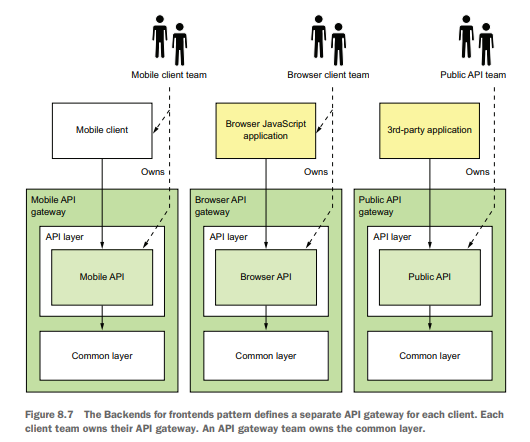 Mobile client team
Browser client team
Public API team
Mobile client
Browser JavaScript
application
3rd-party application
Owns
Owns
Owns
Mobile API
gateway
Browser API
gateway
Public API
gateway
API layer
API layer
API layer
Mobile API
Browser API
Public API
Common layer
Common layer
Common layer
Figure 8.7 The Backends for frontends pattern defines a separate API gateway for each client. Each
client team owns their API gateway. An API gateway team owns the common layer.